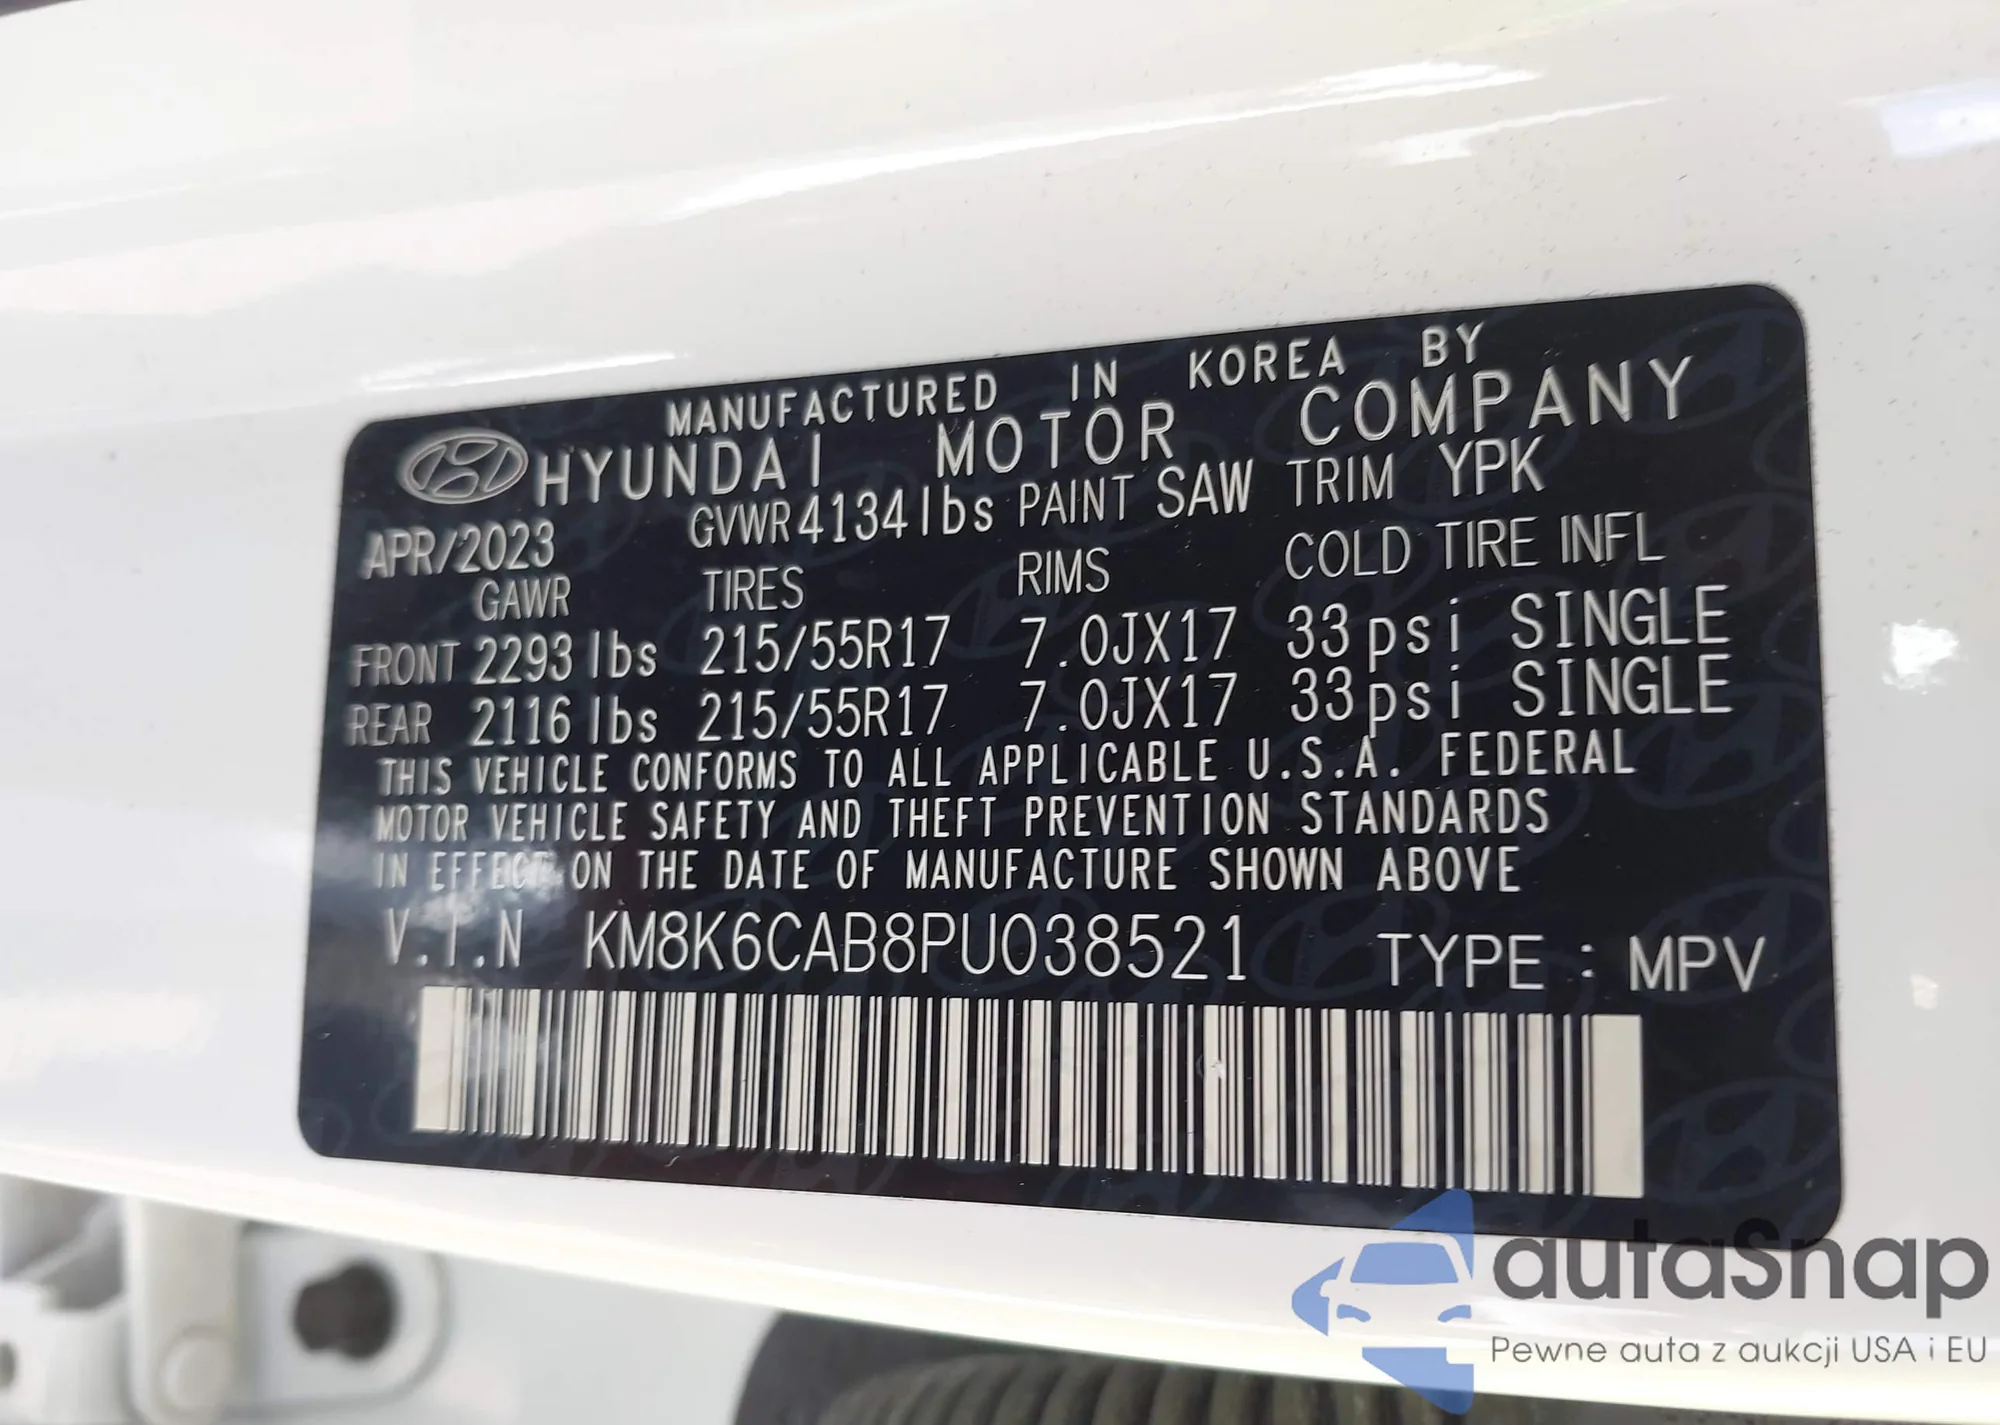 MANUFACTURED IN KOREA BY
HYUNDAI MOTOR COMPANY
APR/2023 GVWR 4134 lbs PAINT SAW TRIM YPK
GAWR TIRES RIMS COLD TIRE INFL
FRONT 2293 lbs 215/55R17 7.0JX17 33 psi SINGLE
REAR 2116 lbs 215/55R17 7.0JX17 33 psi SINGLE
THIS VEHICLE CONFORMS TO ALL APPLICABLE U.S.A. FEDERAL
MOTOR VEHICLE SAFETY AND THEFT PREVENTION STANDARDS
IN EFFECT ON THE DATE OF MANUFACTURE SHOWN ABOVE
V.I.N KM8K6CAB8PU038521 TYPE : MPV
autaSnap
Pewne auta z aukcji USA i EU